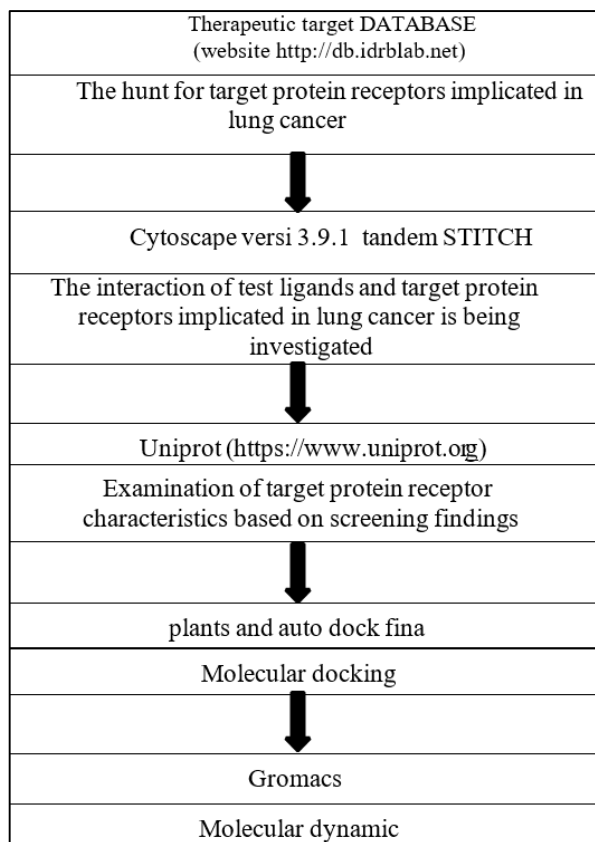 Therapeutic target DATABASE
(website http://db.idrblab.net)
The hunt for target protein receptors implicated in
lung cancer
Cytoscape versi 3.9.1 tandem STITCH
The interaction of test ligands and target protein
receptors implicated in lung cancer is being
investigated
Uniprot (https://www.uniprot.org)
Examination of target protein receptor
characteristics based on screening findings
plants and auto dock fina
Molecular docking
Gromacs
Molecular dynamic